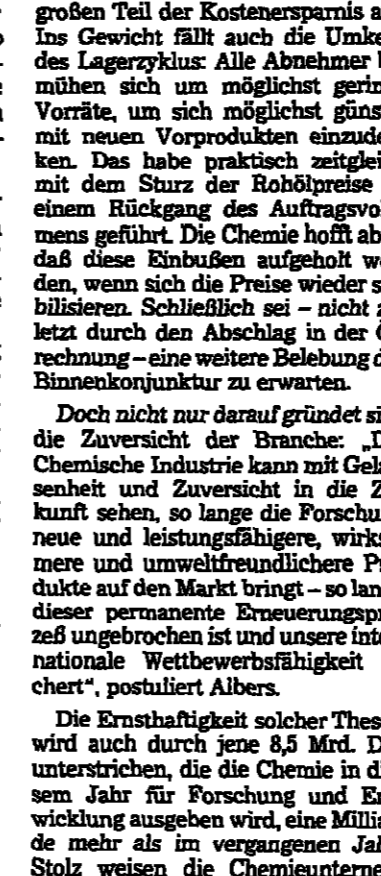 großen Teil der Kostenersparnis a
Ins Gewicht fällt auch die Umke
des Lagerzyklus: Alle Abnehmer
mühen sich um möglichst gerin
Vorräte, um sich möglichst güns
mit neuen Vorprodukten einzude
ken. Das habe praktisch zeitglei
mit dem Sturz der Rohölpreise
einem Rückgang des Auftragsvo
mens geführt. Die Chemie hofft ab
daß diese Einbußen aufgeholt we
den, wenn sich die Preise wieder s
bilisieren. Schließlich sei – nicht z
letzt durch den Abschlag in der
rechnung – eine weitere Belebung d
Binnenkonjunktur zu erwarten.
Doch nicht nur darauf gründet si
die Zuversicht der Branche: „D
Chemische Industrie kann mit Gela
senheit und Zuversicht in die Z
kunft sehen, so lange die Forschu
neue und leistungsfähigere, wirks
mere und umweltfreundlichere Pr
dukte auf den Markt bringt – so lan
dieser permanente Erneuerungspr
zeß ungebrochen ist und unsere inte
nationale Wettbewerbsfähigkeit
chert“, postuliert Albers.
Die Ernsthaftigkeit solcher Thes
wird auch durch jene 8,5 Mrd. D
unterstrichen, die die Chemie in di
sem Jahr für Forschung und En
wicklung ausgeben wird, eine Millia
de mehr als im vergangenen Jah
Stolz weisen die Chemieunterne